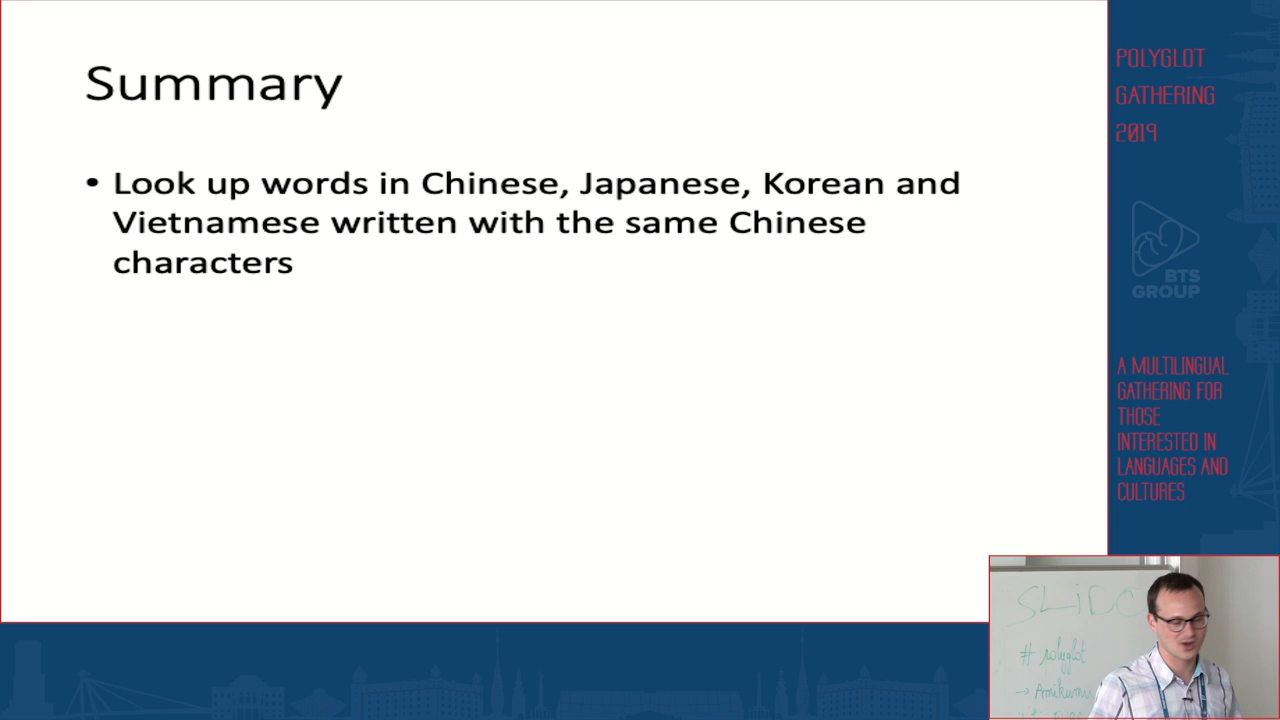 Summary
• Look up words in Chinese, Japanese, Korean and
Vietnamese written with the same Chinese
characters
POLYGLOT
GATHERING
2019
BTS
GROUP
A MULTILINGUAL
GATHERING FOR
THOSE
INTERESTED IN
LANGUAGES AND
CULTURES
# polyglot